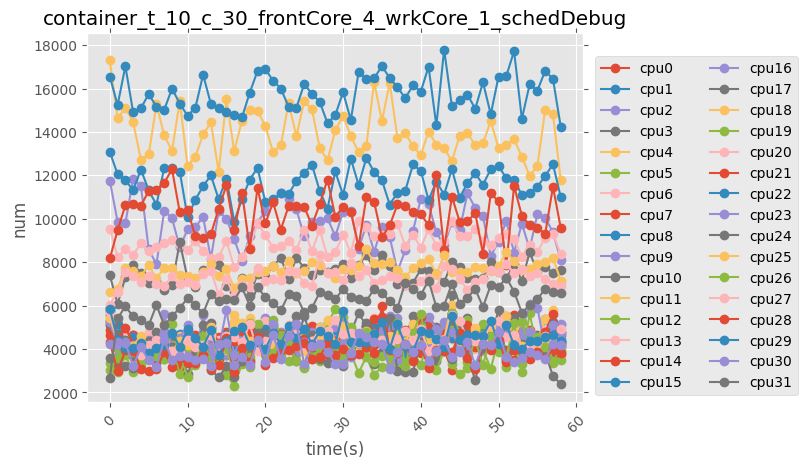 container_t_10_c_30_frontCore_4_wrkCore_1_schedDebug
18000
16000
14000
12000
10000
8000
6000
4000
2000
num
0
10
20
30
40
50
60
time(s)
cpu0
cpu1
cpu2
cpu3
cpu4
cpu5
cpu6
cpu7
cpu8
cpu9
cpu10
cpu11
cpu12
cpu13
cpu14
cpu15
cpu16
cpu17
cpu18
cpu19
cpu20
cpu21
cpu22
cpu23
cpu24
cpu25
cpu26
cpu27
cpu28
cpu29
cpu30
cpu31